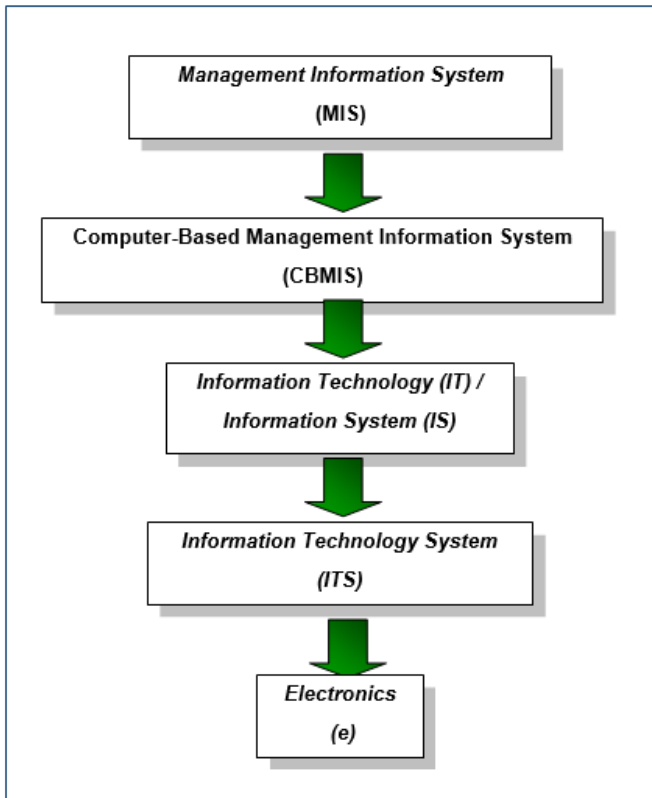 Management Information System
(MIS)
Computer-Based Management Information System
(CBMIS)
Information Technology (IT) /
Information System (IS)
Information Technology System
(ITS)
Electronics
(e)